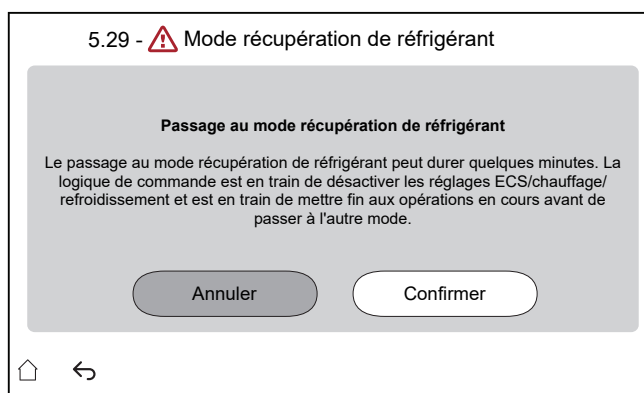 5.29 - Mode récupération de réfrigérant
Passage au mode récupération de réfrigérant
Le passage au mode récupération de réfrigérant peut durer quelques minutes. La
logique de commande est en train de désactiver les réglages ECS/chauffage/
refroidissement et est en train de mettre fin aux opérations en cours avant de
passer à l'autre mode.
Annuler
Confirmer